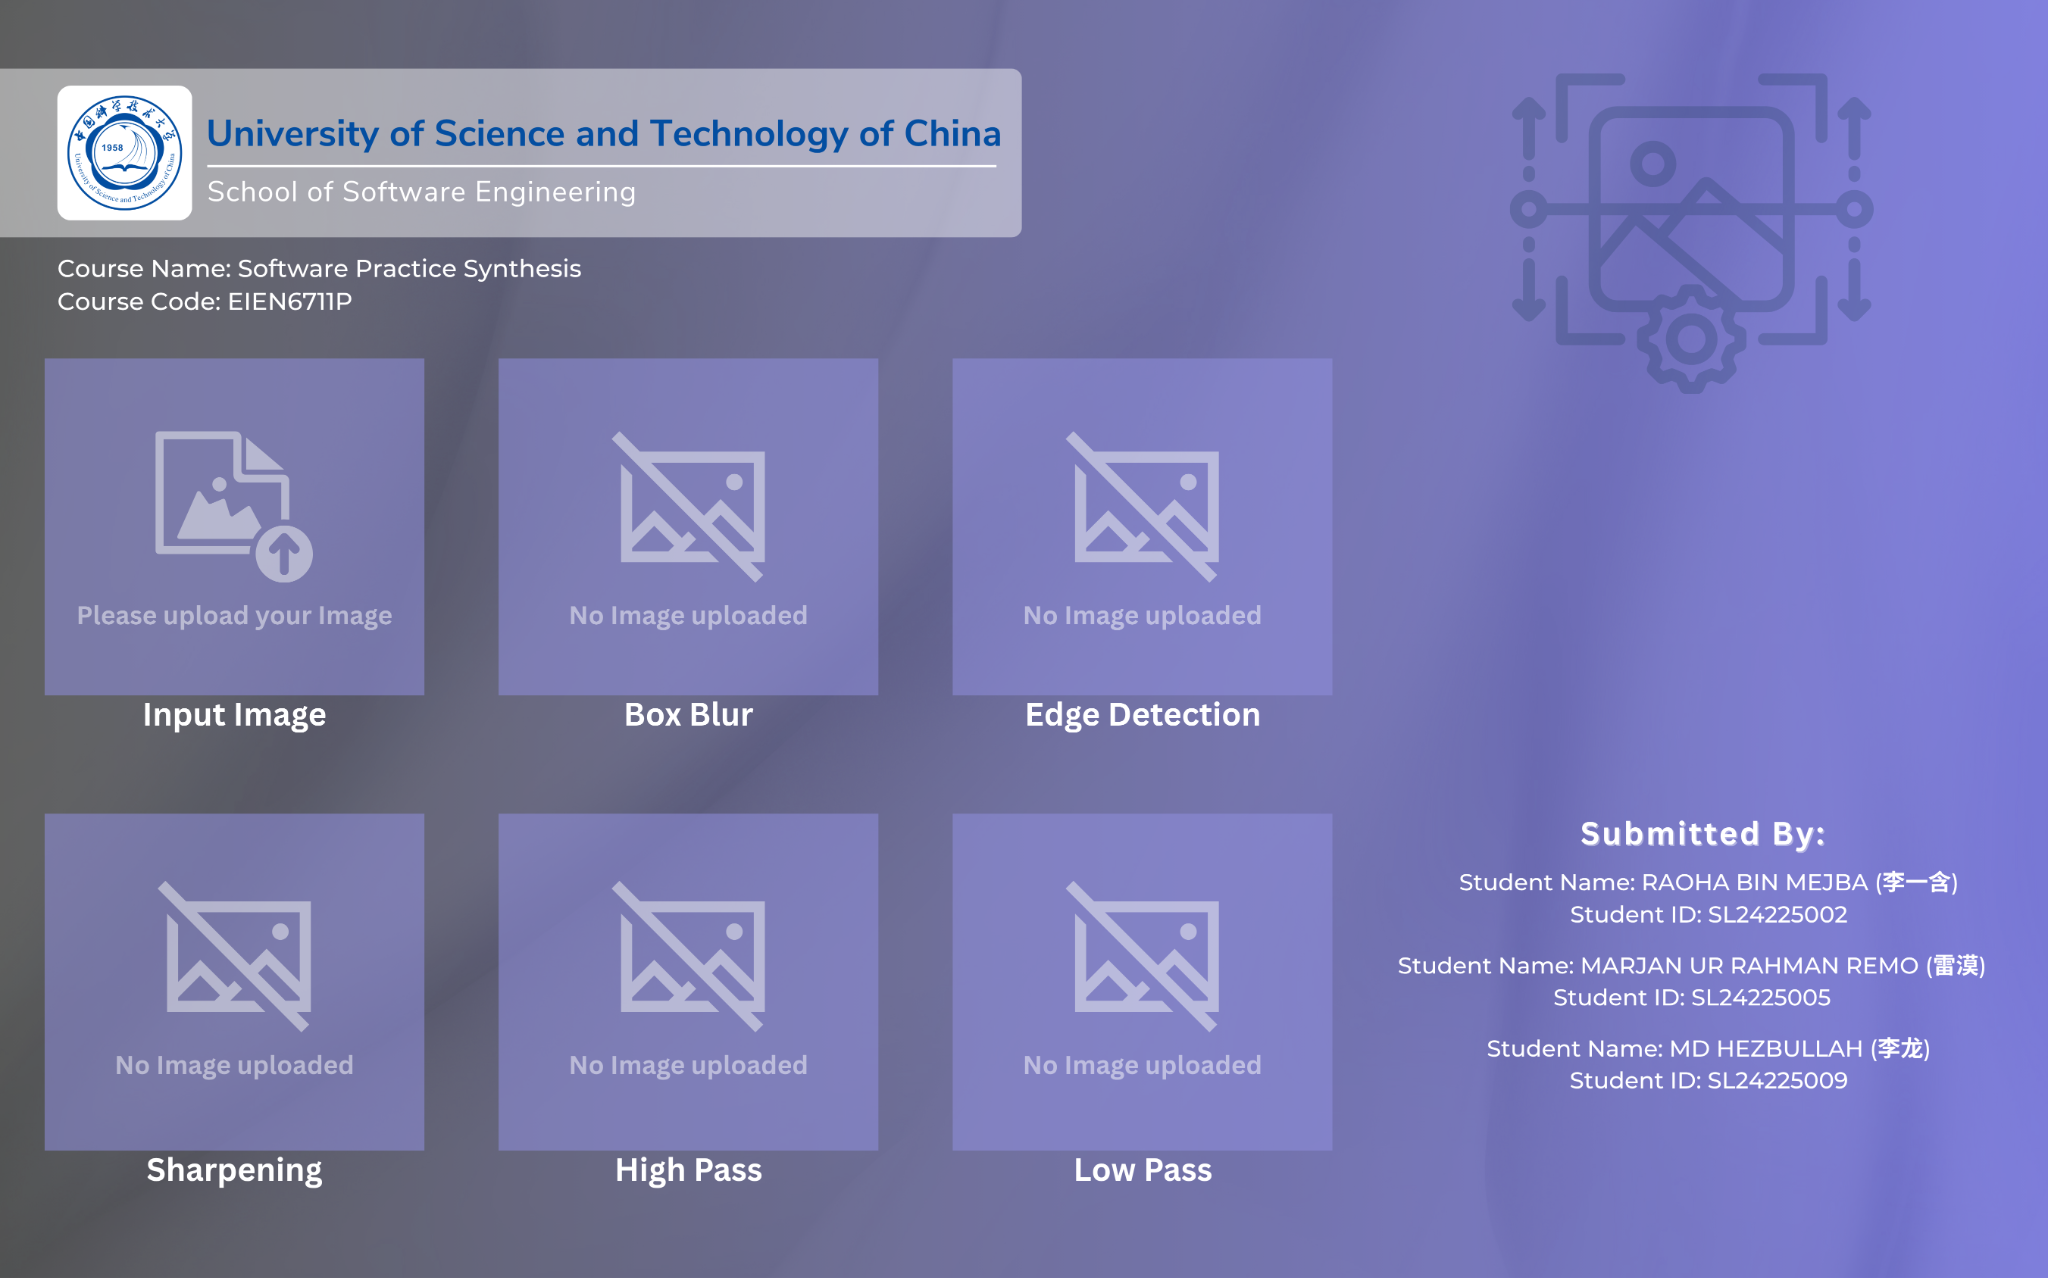 中国科学技术大学
1958
University of Science and Technology of China
University of Science and Technology of China
School of Software Engineering
Course Name: Software Practice Synthesis
Course Code: EIEN6711P
Please upload your Image
No Image uploaded
No Image uploaded
Input Image
Box Blur
Edge Detection
No Image uploaded
No Image uploaded
No Image uploaded
Sharpening
High Pass
Low Pass
Submitted By:
Student Name: RAOHA BIN MEJBA (李一含)
Student ID: SL24225002
Student Name: MARJAN UR RAHMAN REMO (雷漠)
Student ID: SL24225005
Student Name: MD HEZBULLAH (李龙)
Student ID: SL24225009